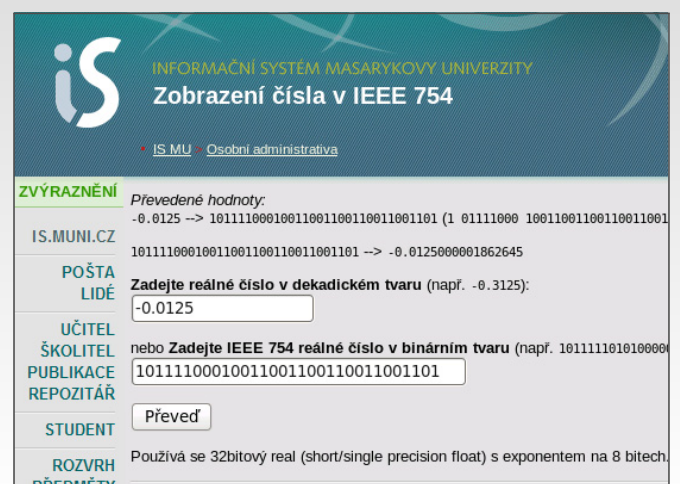 iS
INFORMAČNÍ SYSTÉM MASARYKOVY UNIVERZITY
Zobrazení čísla v IEEE 754
IS MU > Osobní administrativa
ZVÝRAZNĚNÍ
IS.MUNI.CZ
POŠTA
LIDÉ
UČITEL
ŠKOLITEL
PUBLIKACE
REPOZITÁŘ
STUDENT
ROZVRH
PŘEDMĚTY
Převedené hodnoty:
-0.0125 --> 10111100010011001100110011001101 (1 01111000 1001100110011001100
10111100010011001100110011001101 --> -0.0125000001862645
Zadejte reálné číslo v dekadickém tvaru (např. -0.3125):
-0.0125
nebo Zadejte IEEE 754 reálné číslo v binárním tvaru (např. 101111101010000
10111100010011001100110011001101
Převeď
Používá se 32bitový real (short/single precision float) s exponentem na 8 bitech.